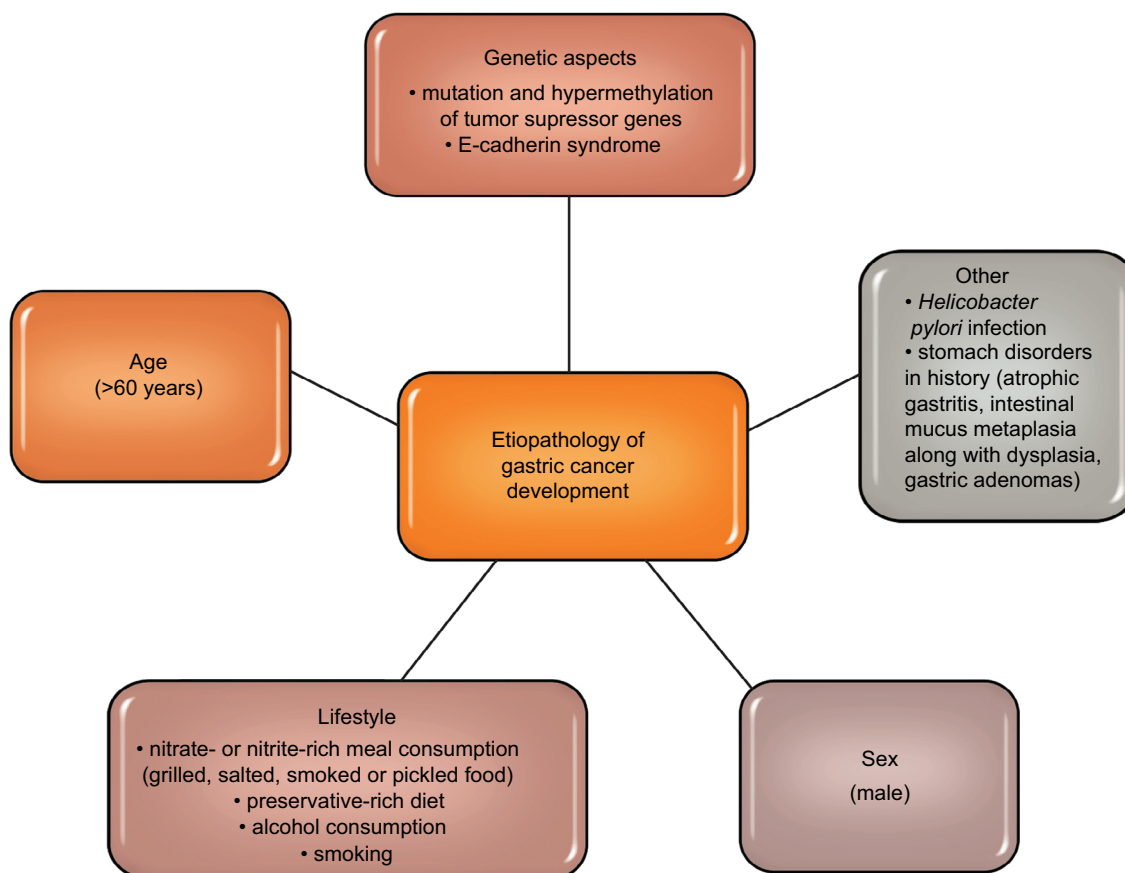 Genetic aspects
• mutation and hypermethylation
of tumor supressor genes
• E-cadherin syndrome
Other
• Helicobacter
pylori infection
• stomach disorders
in history (atrophic
gastritis, intestinal
mucus metaplasia
along with dysplasia,
gastric adenomas)
Age
(>60 years)
Etiopathology of
gastric cancer
development
Lifestyle
• nitrate- or nitrite-rich meal consumption
(grilled, salted, smoked or pickled food)
• preservative-rich diet
• alcohol consumption
• smoking
Sex
(male)